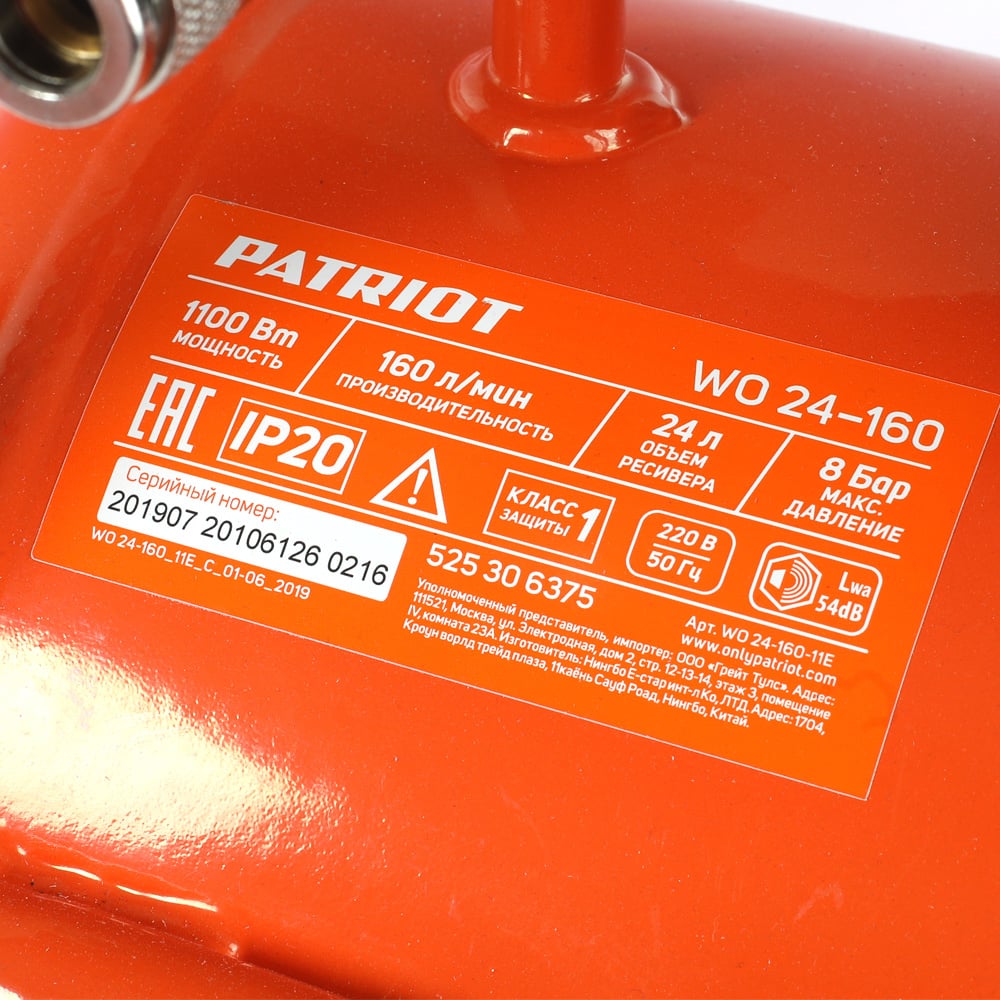 PATRIOT
WO 24-160
1100 Вт
МОЩНОСТЬ
160 л/мин
ПРОИЗВОДИТЕЛЬНОСТЬ
24 л
ОБЪЕМ
РЕСИВЕРА
8 Бар
МАКС.
ДАВЛЕНИЕ
EAC
IP20
КЛАСС
ЗАЩИТЫ 1
220 В
50 Гц
Lwa
54dB
Серийный номер:
201907 20106126 0216
WO 24-160_11E_C_01-06_2019
525 30 6375
Арт. WO 24-160-11E
www.onlypatriot.com
Уполномоченный представитель, импортер: ООО «Грейт Тулс». Адрес:
111521, Москва, ул. Электродная, дом 2, стр. 12-13-14, этаж 3, помещение
IV, комната 23А. Изготовитель: Нингбо Е-стар инт-л Ко, ЛТД. Адрес: 1704,
Кроун ворлд трейд плаза, 11каёнь Сауф Роад, Нингбо, Китай.